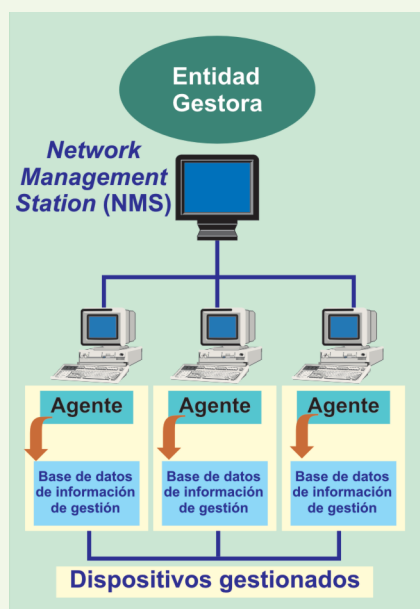 Entidad
Gestora
Network
Management
Station (NMS)
Agente
Agente
Agente
Base de datos
de información
de gestión
Base de datos
de información
de gestión
Base de datos
de información
de gestión
Dispositivos gestionados